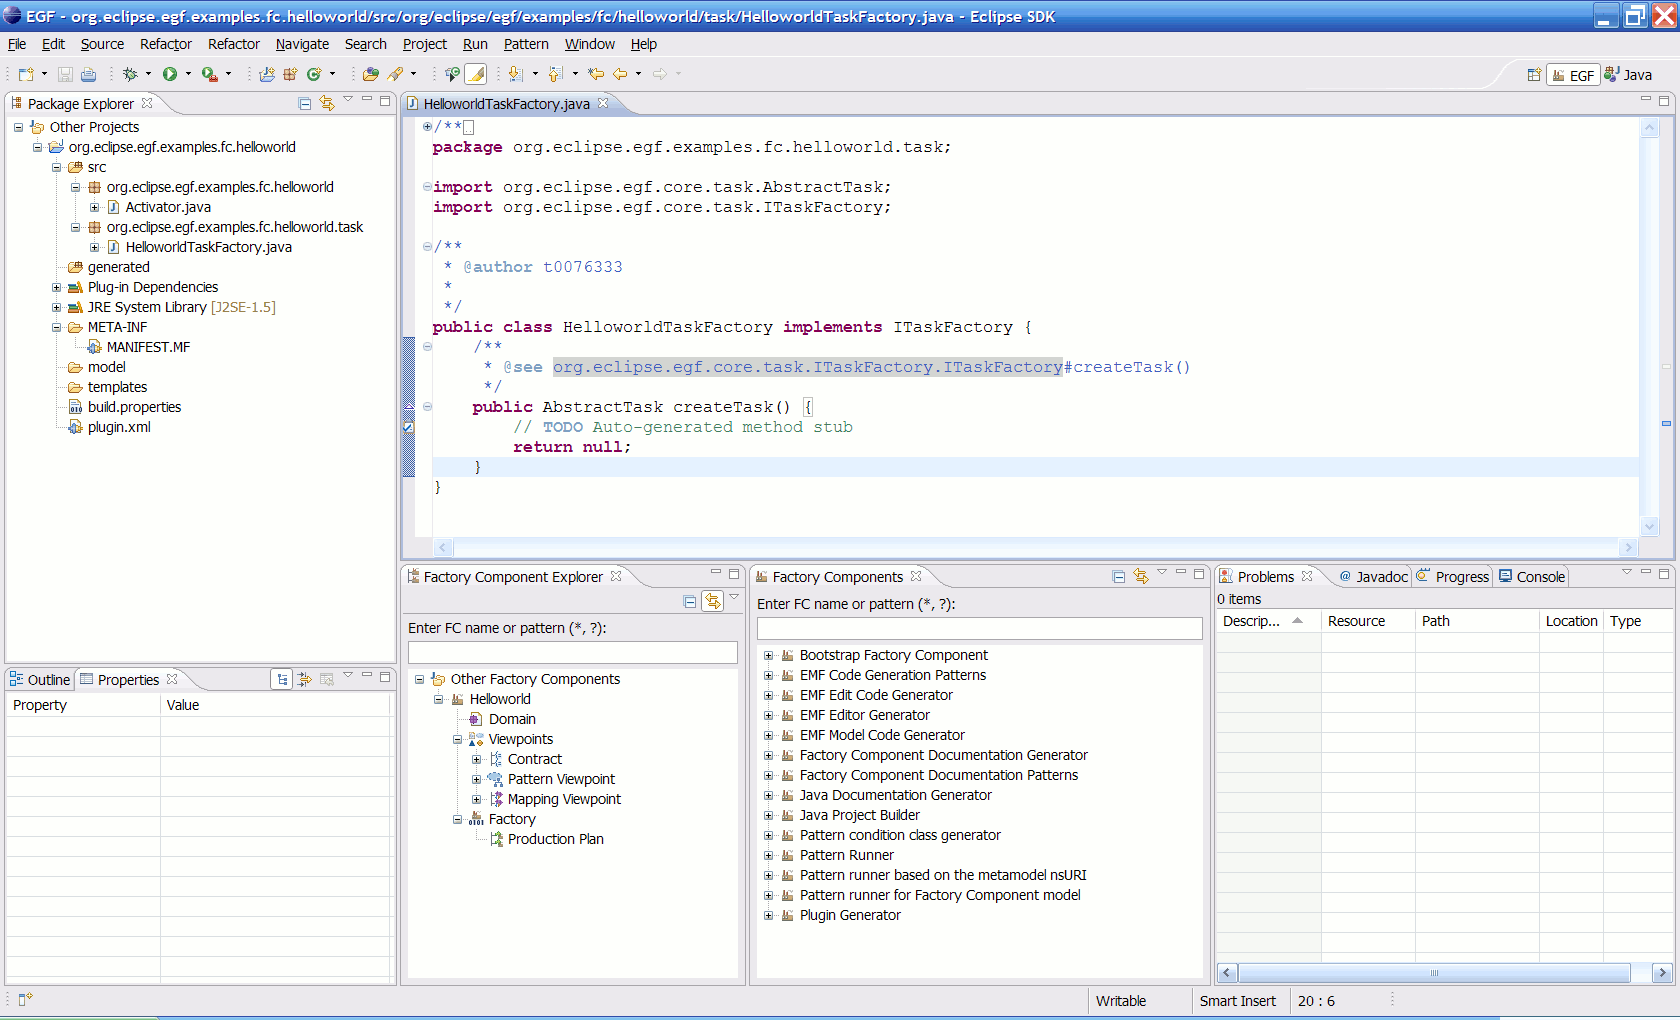 EGF - org.eclipse.egf.examples.fc.helloworld/src/org/eclipse/egf/examples/fc/helloworld/task/HelloworldTaskFactory.java - Eclipse SDK
File Edit Source Refactor Refactor Navigate Search Project Run Pattern Window Help
EGF Java
Package Explorer
Other Projects
org.eclipse.egf.examples.fc.helloworld
src
org.eclipse.egf.examples.fc.helloworld
Activator.java
org.eclipse.egf.examples.fc.helloworld.task
HelloworldTaskFactory.java
generated
Plug-in Dependencies
JRE System Library [J2SE-1.5]
META-INF
MANIFEST.MF
model
templates
build.properties
plugin.xml
HelloworldTaskFactory.java
/**
package org.eclipse.egf.examples.fc.helloworld.task;
import org.eclipse.egf.core.task.AbstractTask;
import org.eclipse.egf.core.task.ITaskFactory;
/**
* @author t0076333
*
*/
public class HelloworldTaskFactory implements ITaskFactory {
/**
* @see org.eclipse.egf.core.task.ITaskFactory.ITaskFactory#createTask()
*/
public AbstractTask createTask() {
// TODO Auto-generated method stub
return null;
}
}
Outline Properties
Property Value
Factory Component Explorer
Enter FC name or pattern (*, ?):
Other Factory Components
Helloworld
Domain
Viewpoints
Contract
Pattern Viewpoint
Mapping Viewpoint
Factory
Production Plan
Factory Components
Enter FC name or pattern (*, ?):
Bootstrap Factory Component
EMF Code Generation Patterns
EMF Edit Code Generator
EMF Editor Generator
EMF Model Code Generator
Factory Component Documentation Generator
Factory Component Documentation Patterns
Java Documentation Generator
Java Project Builder
Pattern condition class generator
Pattern Runner
Pattern runner based on the metamodel nsURI
Pattern runner for Factory Component model
Plugin Generator
Problems @ Javadoc Progress Console
0 items
Descrip... Resource Path Location Type
Writable Smart Insert 20 : 6